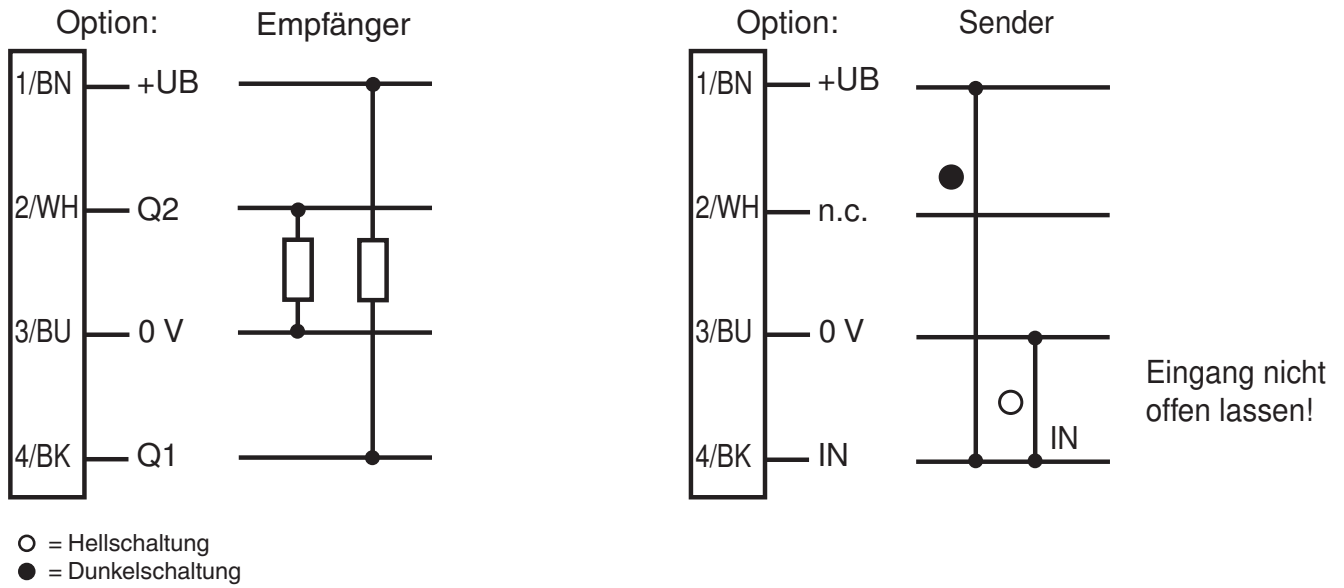 Option: Empfänger
1/BN +UB
2/WH Q2
3/BU 0 V
4/BK Q1
Option: Sender
1/BN +UB
2/WH n.c.
3/BU 0 V
4/BK IN
IN
Eingang nicht
offen lassen!
= Hellschaltung
= Dunkelschaltung